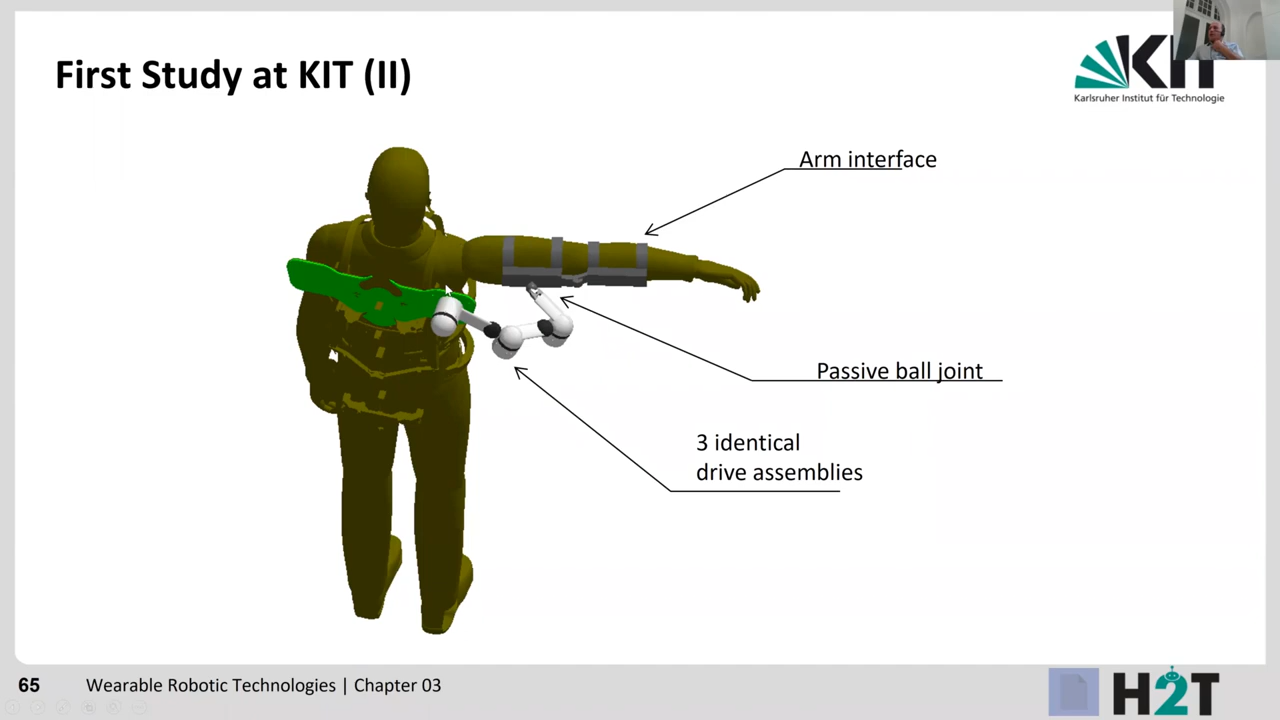 First Study at KIT (II)
KIT
Karlsruher Institut für Technologie
Arm interface
Passive ball joint
3 identical
drive assemblies
65
Wearable Robotic Technologies | Chapter 03
H2T